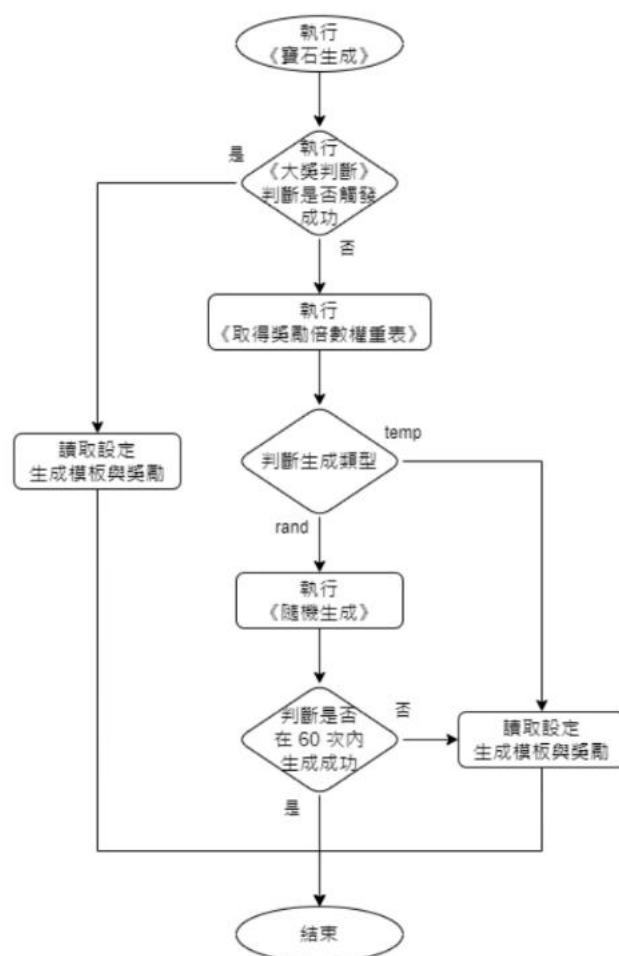 執行
《寶石生成》
執行
《大獎判斷》
判斷是否觸發
成功
是
否
執行
《取得獎勵倍數權重表》
讀取設定
生成模板與獎勵
判斷生成類型
temp
rand
執行
《隨機生成》
判斷是否
在 60 次內
生成成功
否
是
讀取設定
生成模板與獎勵
結束